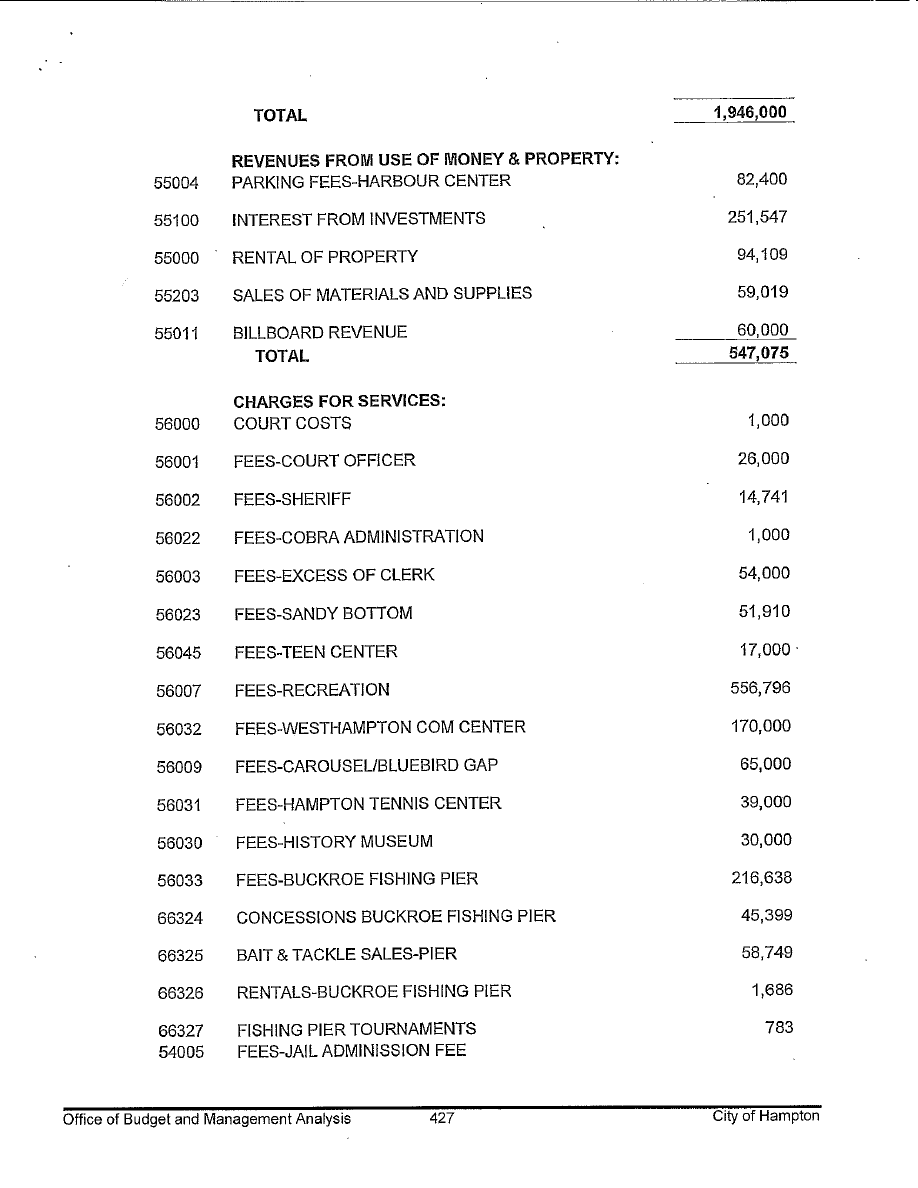 TOTAL 1,946,000
REVENUES FROM USE OF MONEY & PROPERTY:
55004 PARKING FEES-HARBOUR CENTER 82,400
55100 INTEREST FROM INVESTMENTS 251,547
55000 RENTAL OF PROPERTY 94,109
55203 SALES OF MATERIALS AND SUPPLIES 59,019
55011 BILLBOARD REVENUE 60,000
TOTAL 547,075
CHARGES FOR SERVICES:
56000 COURT COSTS 1,000
56001 FEES-COURT OFFICER 26,000
56002 FEES-SHERIFF 14,741
56022 FEES-COBRA ADMINISTRATION 1,000
56003 FEES-EXCESS OF CLERK 54,000
56023 FEES-SANDY BOTTOM 51,910
56045 FEES-TEEN CENTER 17,000
56007 FEES-RECREATION 556,796
56032 FEES-WESTHAMPTON COM CENTER 170,000
56009 FEES-CAROUSEL/BLUEBIRD GAP 65,000
56031 FEES-HAMPTON TENNIS CENTER 39,000
56030 FEES-HISTORY MUSEUM 30,000
56033 FEES-BUCKROE FISHING PIER 216,638
66324 CONCESSIONS BUCKROE FISHING PIER 45,399
66325 BAIT & TACKLE SALES-PIER 58,749
66326 RENTALS-BUCKROE FISHING PIER 1,686
66327 FISHING PIER TOURNAMENTS 783
54005 FEES-JAIL ADMINISSION FEE
Office of Budget and Management Analysis 427 City of Hampton